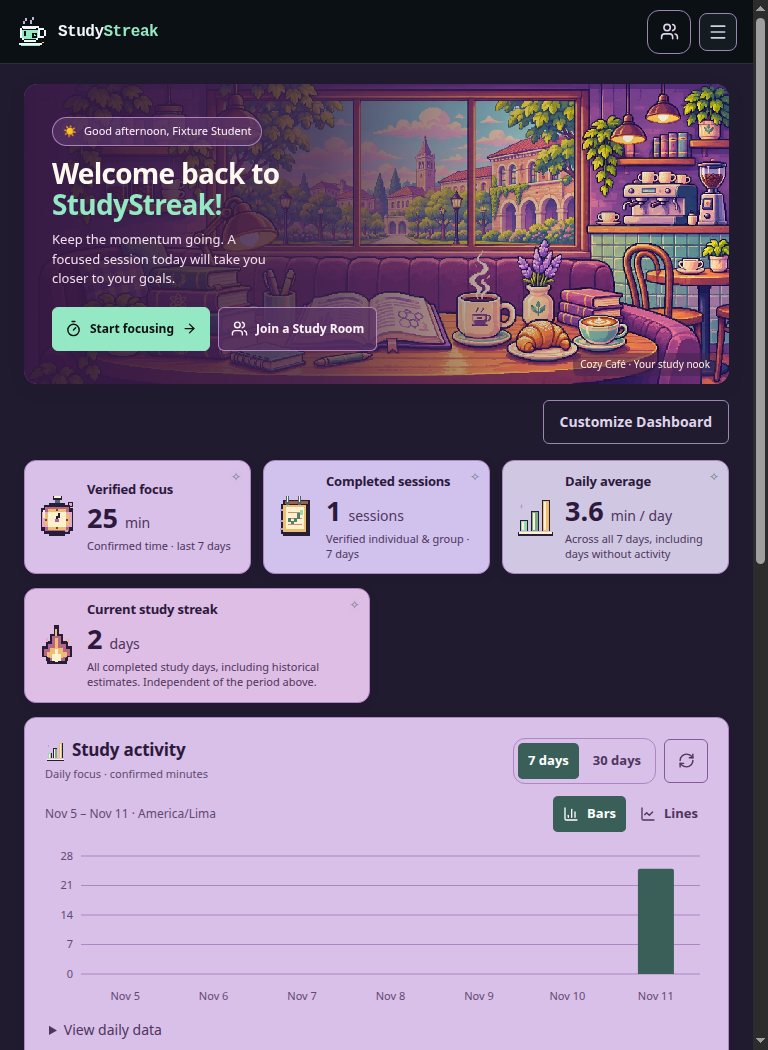 StudyStreak
☀️ Good afternoon, Fixture Student
Welcome back to
StudyStreak!
Keep the momentum going. A
focused session today will take you
closer to your goals.
Start focusing →
Join a Study Room
Cozy Café · Your study nook
Customize Dashboard
Verified focus
25 min
Confirmed time · last 7 days
Completed sessions
1 sessions
Verified individual & group ·
7 days
Daily average
3.6 min / day
Across all 7 days, including
days without activity
Current study streak
2 days
All completed study days, including historical
estimates. Independent of the period above.
Study activity
Daily focus · confirmed minutes
7 days
30 days
Nov 5 – Nov 11 · America/Lima
Bars
Lines
28
21
14
7
0
Nov 5 Nov 6 Nov 7 Nov 8 Nov 9 Nov 10 Nov 11
▶ View daily data